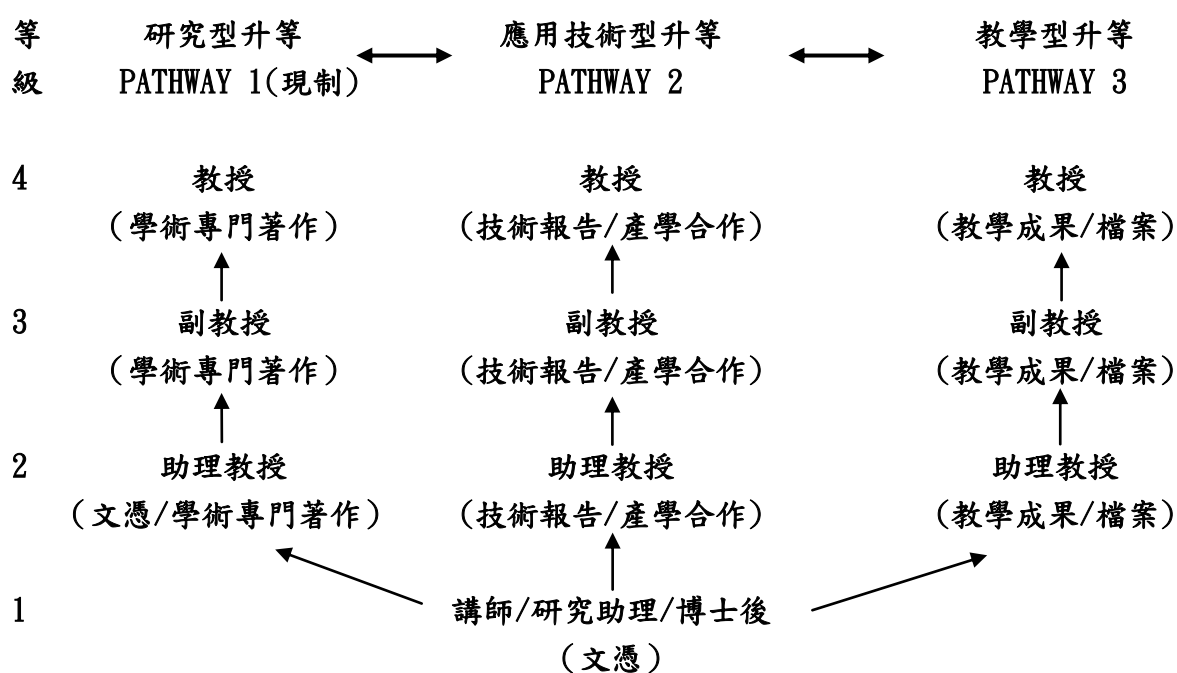 等 研究型升等 應用技術型升等 教學型升等
級 PATHWAY 1(現制) PATHWAY 2 PATHWAY 3
4 教授 教授 教授
(學術專門著作) (技術報告/產學合作) (教學成果/檔案)
3 副教授 副教授 副教授
(學術專門著作) (技術報告/產學合作) (教學成果/檔案)
2 助理教授 助理教授 助理教授
(文憑/學術專門著作) (技術報告/產學合作) (教學成果/檔案)
1 講師/研究助理/博士後
(文憑)